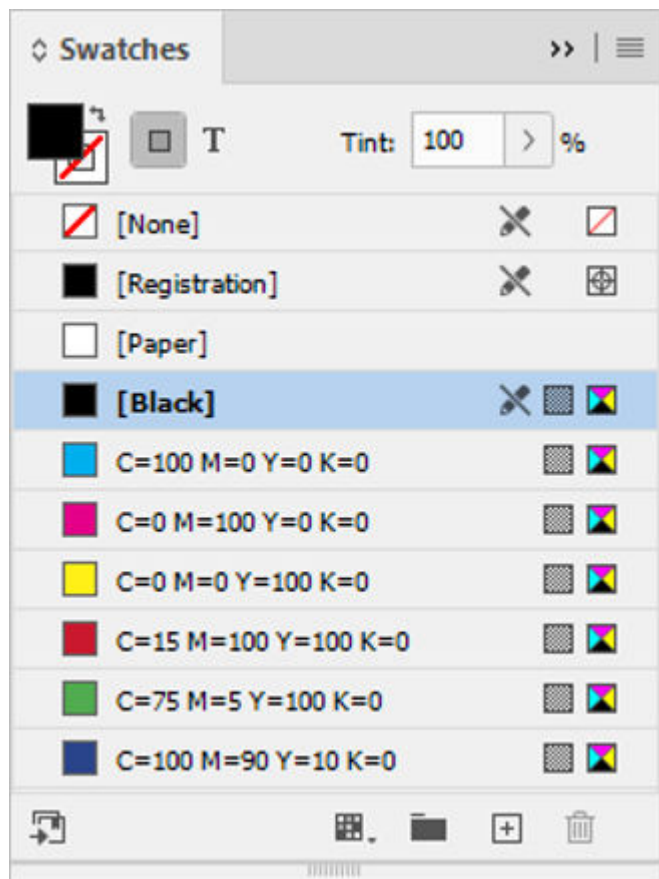 Swatches
T Tint: 100 %
[None]
[Registration]
[Paper]
[Black]
C=100 M=0 Y=0 K=0
C=0 M=100 Y=0 K=0
C=0 M=0 Y=100 K=0
C=15 M=100 Y=100 K=0
C=75 M=5 Y=100 K=0
C=100 M=90 Y=10 K=0